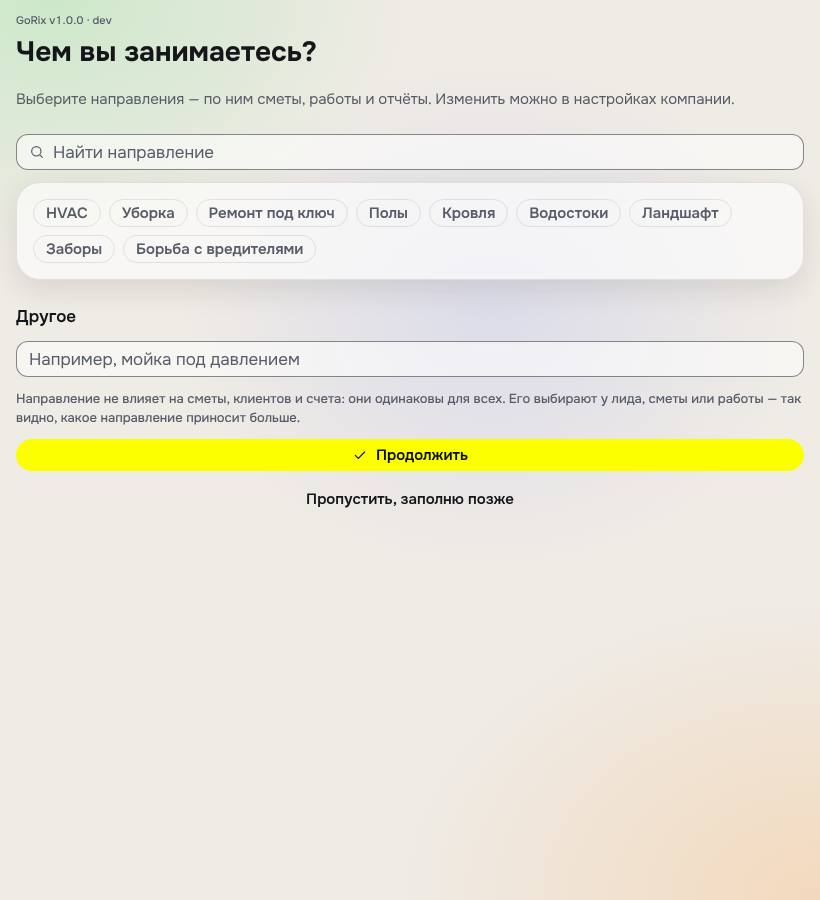 GoRix v1.0.0 · dev
Чем вы занимаетесь?
Выберите направления — по ним сметы, работы и отчёты. Изменить можно в настройках компании.
Найти направление
HVAC Уборка Ремонт под ключ Полы Кровля Водостоки Ландшафт
Заборы Борьба с вредителями
Другое
Например, мойка под давлением
Направление не влияет на сметы, клиентов и счета: они одинаковы для всех. Его выбирают у лида, сметы или работы — так
видно, какое направление приносит больше.
Продолжить
Пропустить, заполню позже